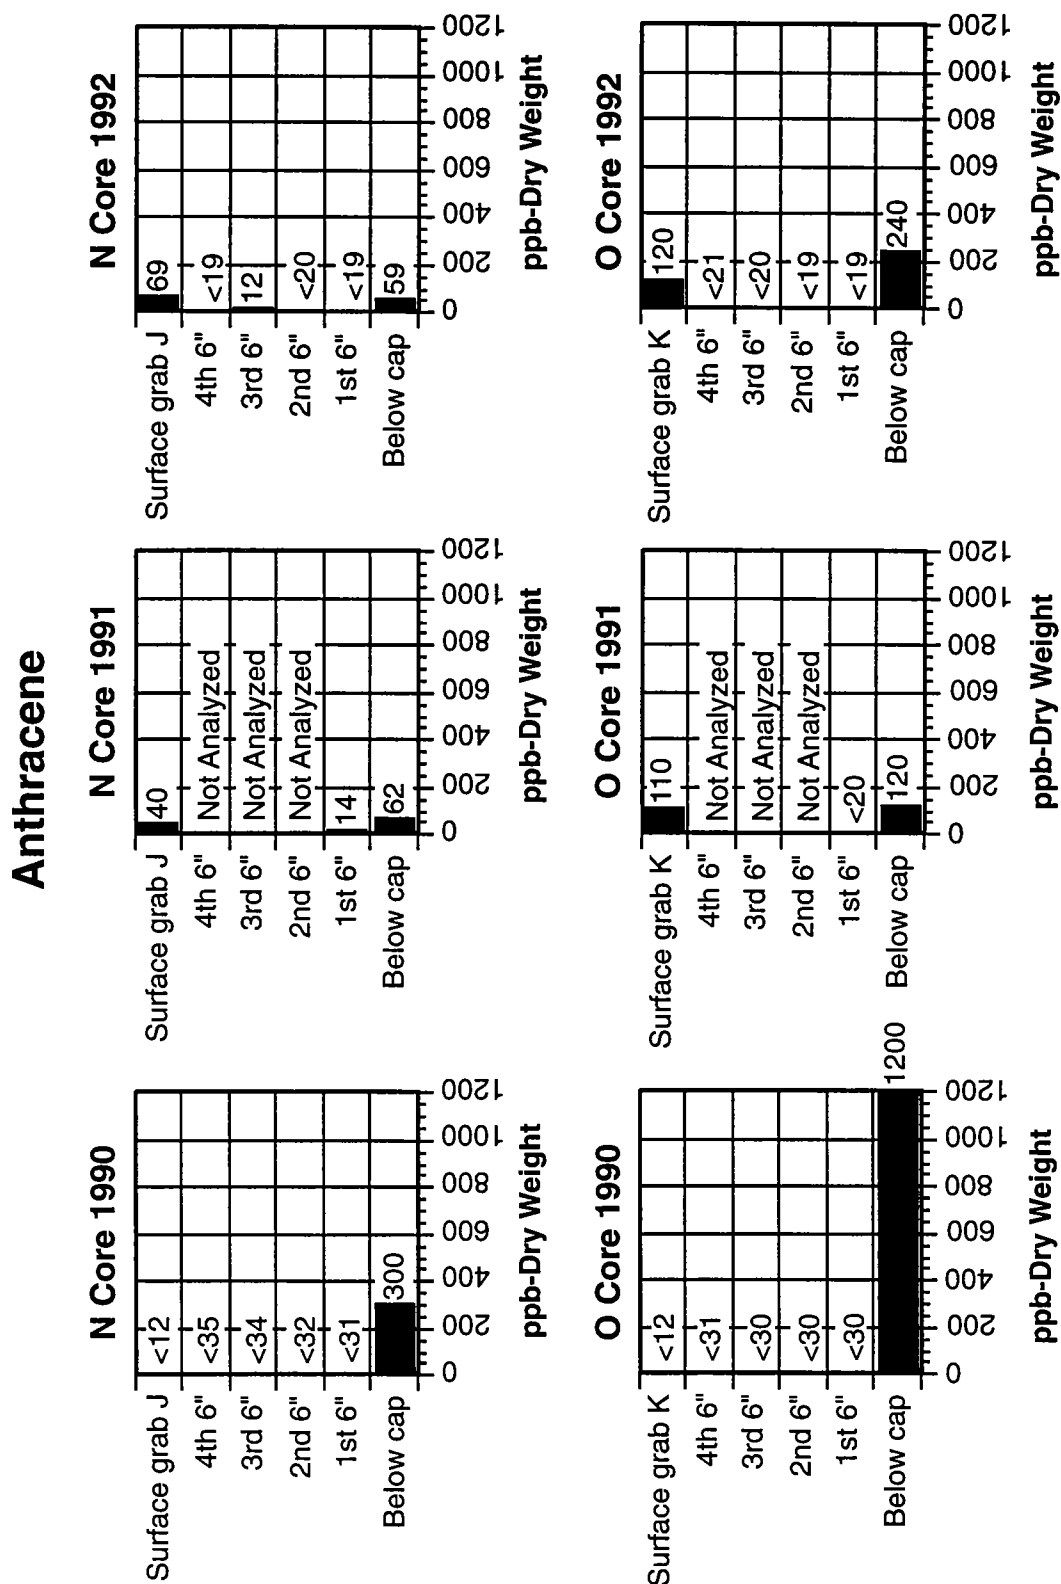 Anthracene
N Core 1990
Surface grab J <12
4th 6" <35
3rd 6" <34
2nd 6" <32
1st 6" <31
Below cap 300
0 200 400 600 800 1000 1200
ppb-Dry Weight
N Core 1991
Surface grab J 40
4th 6" Not Analyzed
3rd 6" Not Analyzed
2nd 6" Not Analyzed
1st 6" 14
Below cap 62
0 200 400 600 800 1000 1200
ppb-Dry Weight
N Core 1992
Surface grab J 69
4th 6" <19
3rd 6" 12
2nd 6" <20
1st 6" <19
Below cap 59
0 200 400 600 800 1000 1200
ppb-Dry Weight
O Core 1990
Surface grab K <12
4th 6" <31
3rd 6" <30
2nd 6" <30
1st 6" <30
Below cap 1200
0 200 400 600 800 1000 1200
ppb-Dry Weight
O Core 1991
Surface grab K 110
4th 6" Not Analyzed
3rd 6" Not Analyzed
2nd 6" Not Analyzed
1st 6" <20
Below cap 120
0 200 400 600 800 1000 1200
ppb-Dry Weight
O Core 1992
Surface grab K 120
4th 6" <21
3rd 6" <20
2nd 6" <19
1st 6" <19
Below cap 240
0 200 400 600 800 1000 1200
ppb-Dry Weight